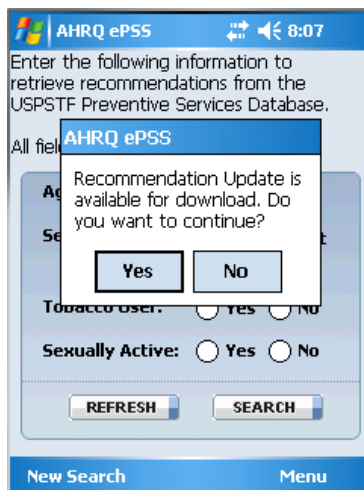 AHRQ ePSS 8:07
Enter the following information to
retrieve recommendations from the
USPSTF Preventive Services Database.
All
AHRQ ePSS
Recommendation Update is
available for download. Do
you want to continue?
Yes No
Tobacco User: Yes No
Sexually Active: Yes No
REFRESH SEARCH
New Search Menu